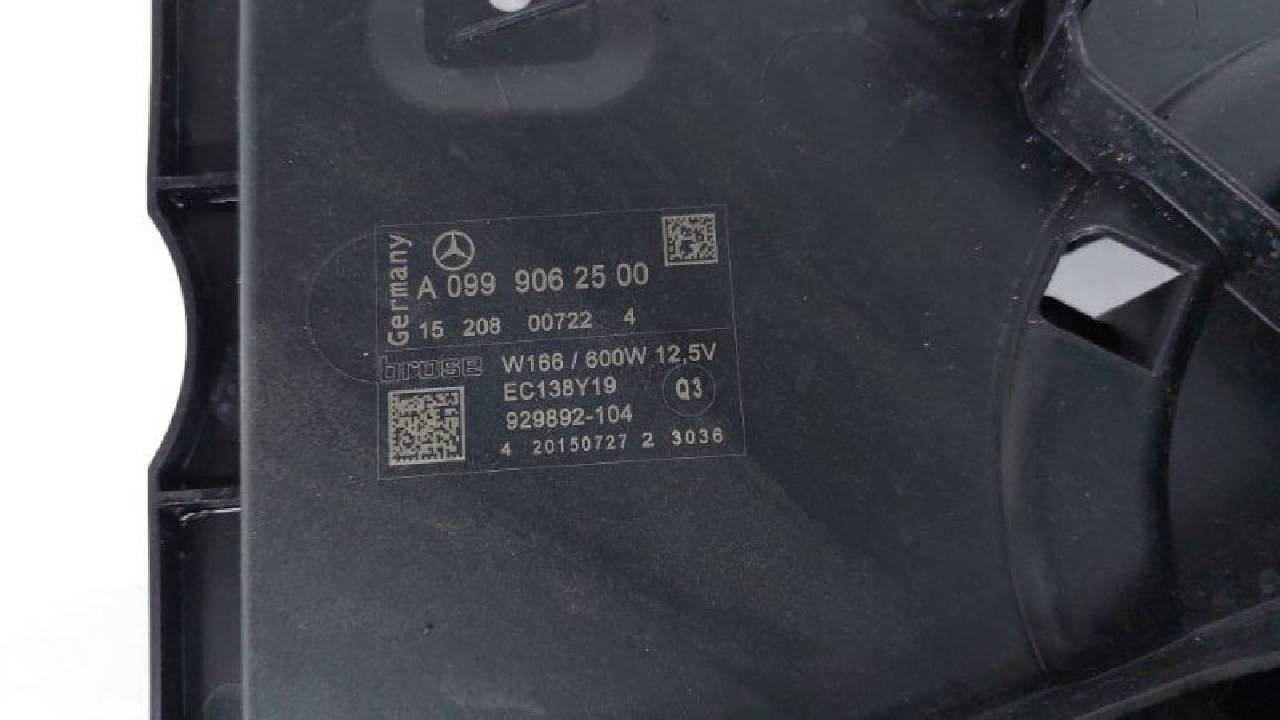 Germany
A 099 906 25 00
15 208 00722 4
brose W166 / 600W 12,5V
EC138Y19
Q3
929892-104
4 20150727 2 3036